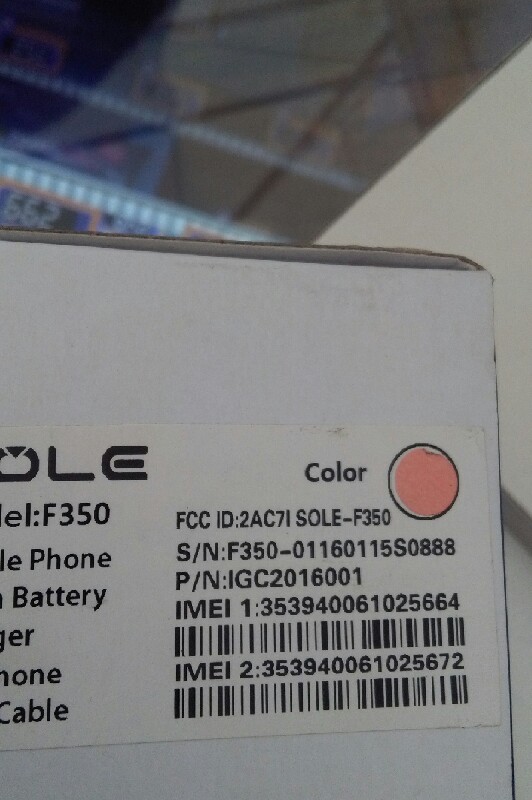 OLE
Color
del:F350
FCC ID:2AC7I SOLE-F350
le Phone
S/N:F350-01160115S0888
P/N:IGC2016001
n Battery
IMEI 1:353940061025664
ger
IMEI 2:353940061025672
hone
Cable